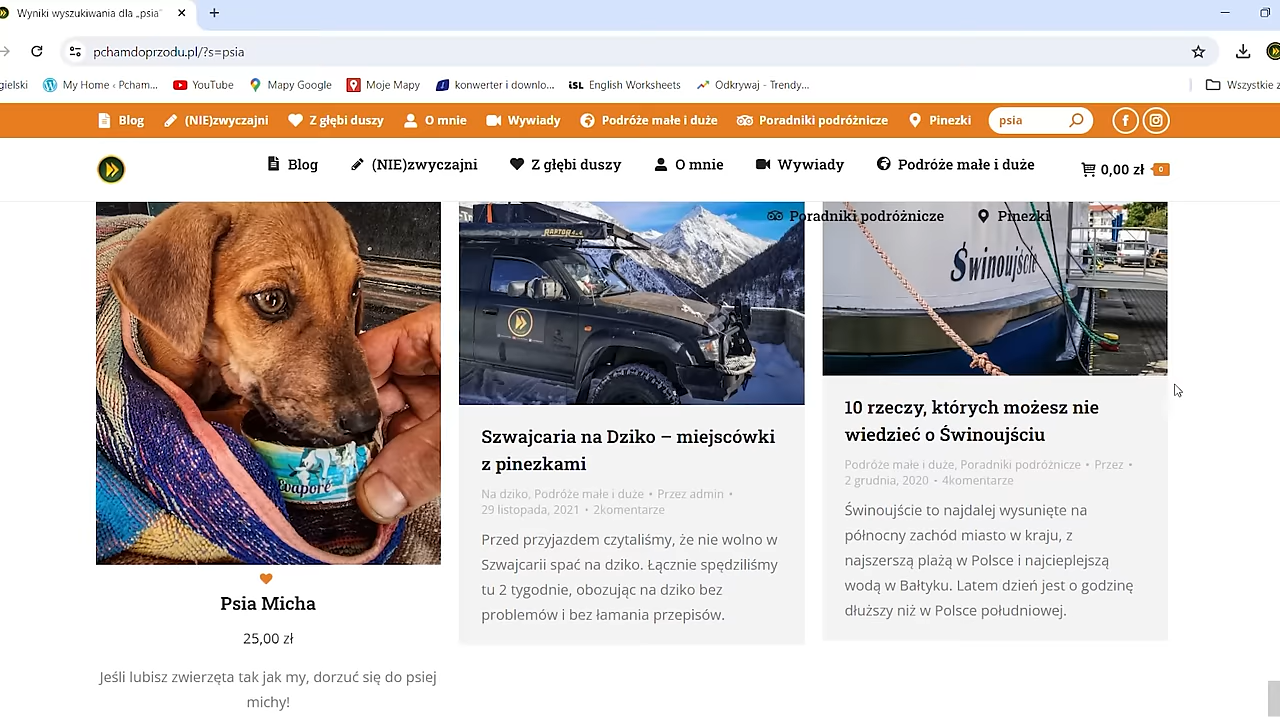 Wyniki wyszukiwania dla „psia”
pchamdoprzodu.pl/?s=psia
gielski My Home ‹ Pcham... YouTube Mapy Google Moje Mapy konwerter i downlo... iSL English Worksheets Odkrywaj - Trendy... Wszystkie z
Blog (NIE)zwyczajni Z głębi duszy O mnie Wywiady Podróże małe i duże Poradniki podróżnicze Pinezki psia
Blog (NIE)zwyczajni Z głębi duszy O mnie Wywiady Podróże małe i duże 0,00 zł 0
Poradniki podróżnicze Pinezki
Evaporé
Psia Micha
25,00 zł
Jeśli lubisz zwierzęta tak jak my, dorzuć się do psiej
michy!
RAPTOR4x4
Szwajcaria na Dziko – miejscówki
z pinezkami
Na dziko, Podróże małe i duże • Przez admin •
29 listopada, 2021 • 2komentarze
Przed przyjazdem czytaliśmy, że nie wolno w
Szwajcarii spać na dziko. Łącznie spędziliśmy
tu 2 tygodnie, obozując na dziko bez
problemów i bez łamania przepisów.
Świnoujście
10 rzeczy, których możesz nie
wiedzieć o Świnoujściu
Podróże małe i duże, Poradniki podróżnicze • Przez •
2 grudnia, 2020 • 4komentarze
Świnoujście to najdalej wysunięte na
północny zachód miasto w kraju, z
najszerszą plażą w Polsce i najcieplejszą
wodą w Bałtyku. Latem dzień jest o godzinę
dłuższy niż w Polsce południowej.